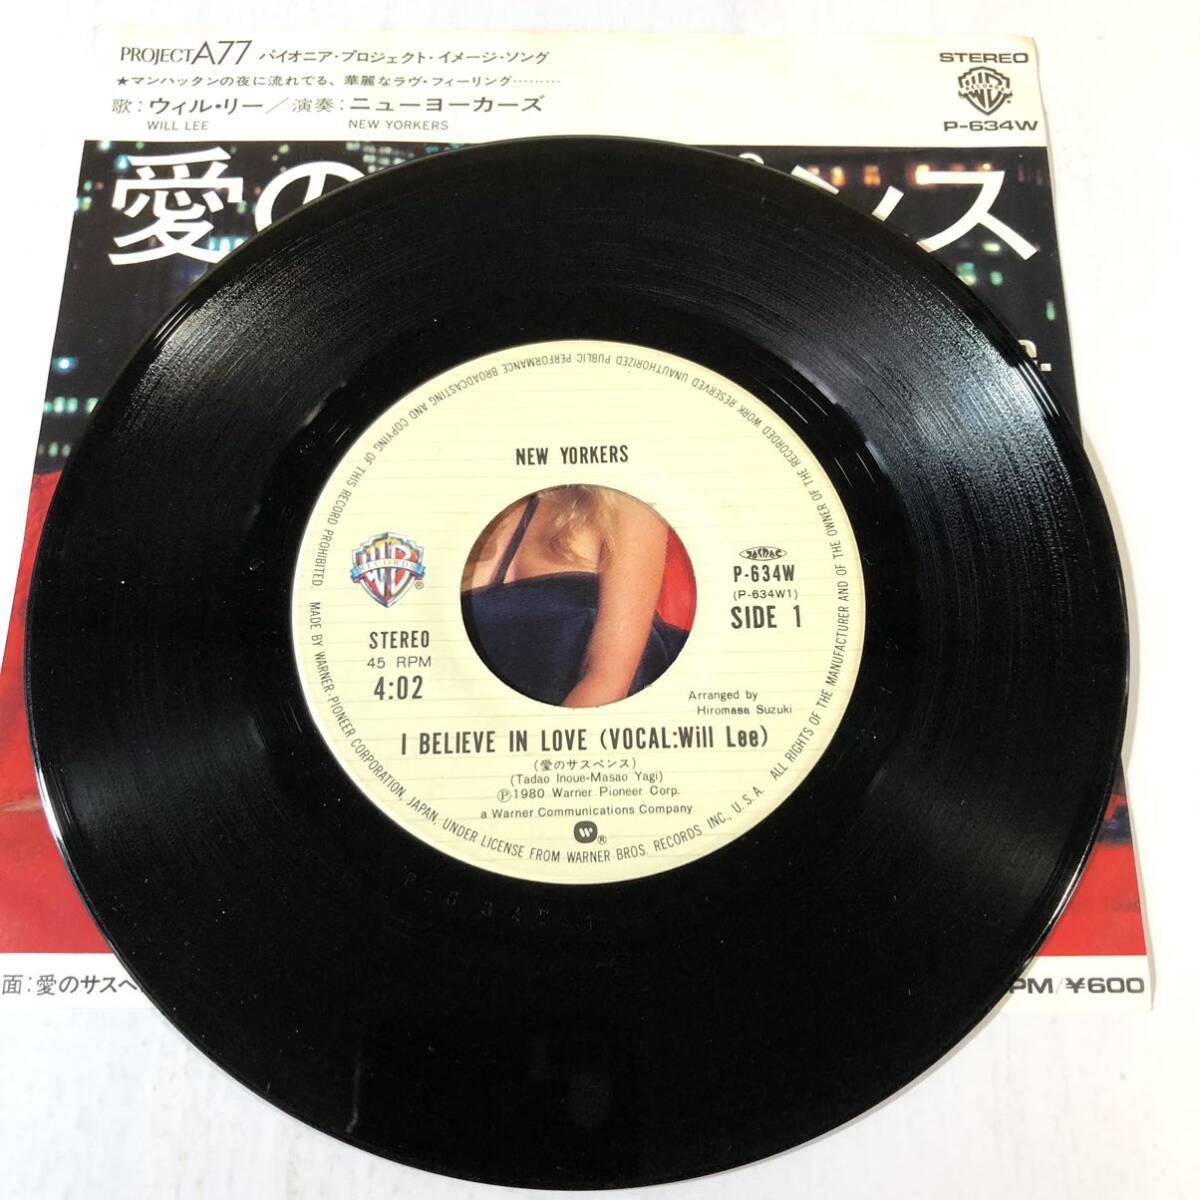 PROJECT A77 パイオニア・プロジェクト・イメージ・ソング
★マンハッタンの夜に流れてる、華麗なラヴ・フィーリング………
歌：ウィル・リー／演奏：ニューヨーカーズ
WILL LEE NEW YORKERS
STEREO
P-634W
愛の ンス
NEW YORKERS
RECORDS
®
STEREO
45 RPM
4:02
P-634W
(P-634W1)
SIDE 1
Arranged by
Hiromasa Suzuki
I BELIEVE IN LOVE (VOCAL:Will Lee)
(愛のサスペンス)
(Tadao Inoue-Masao Yagi)
Ⓟ1980 Warner Pioneer Corp.
a Warner Communications Company
®
ALL RIGHTS OF THE MANUFACTURER AND OF THE OWNER OF THE RECORDED WORK RESERVED UNAUTHORIZED PUBLIC PERFORMANCE BROADCASTING AND COPYING OF THIS RECORD PROHIBITED
MADE BY WARNER-PIONEER CORPORATION, JAPAN, UNDER LICENSE FROM WARNER BROS. RECORDS INC., U.S.A.
面：愛のサスペ
PM/¥600